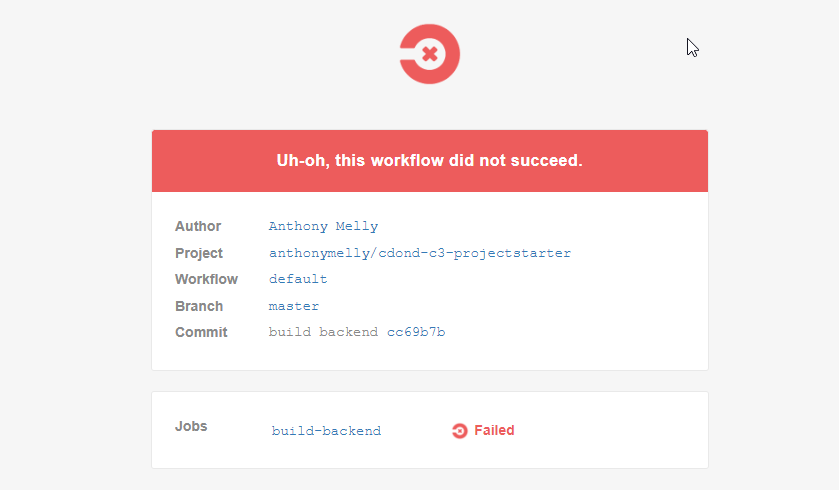 Uh-oh, this workflow did not succeed.
Author Anthony Melly
Project anthonymelly/cdond-c3-projectstarter
Workflow default
Branch master
Commit build backend cc69b7b
Jobs build-backend Failed